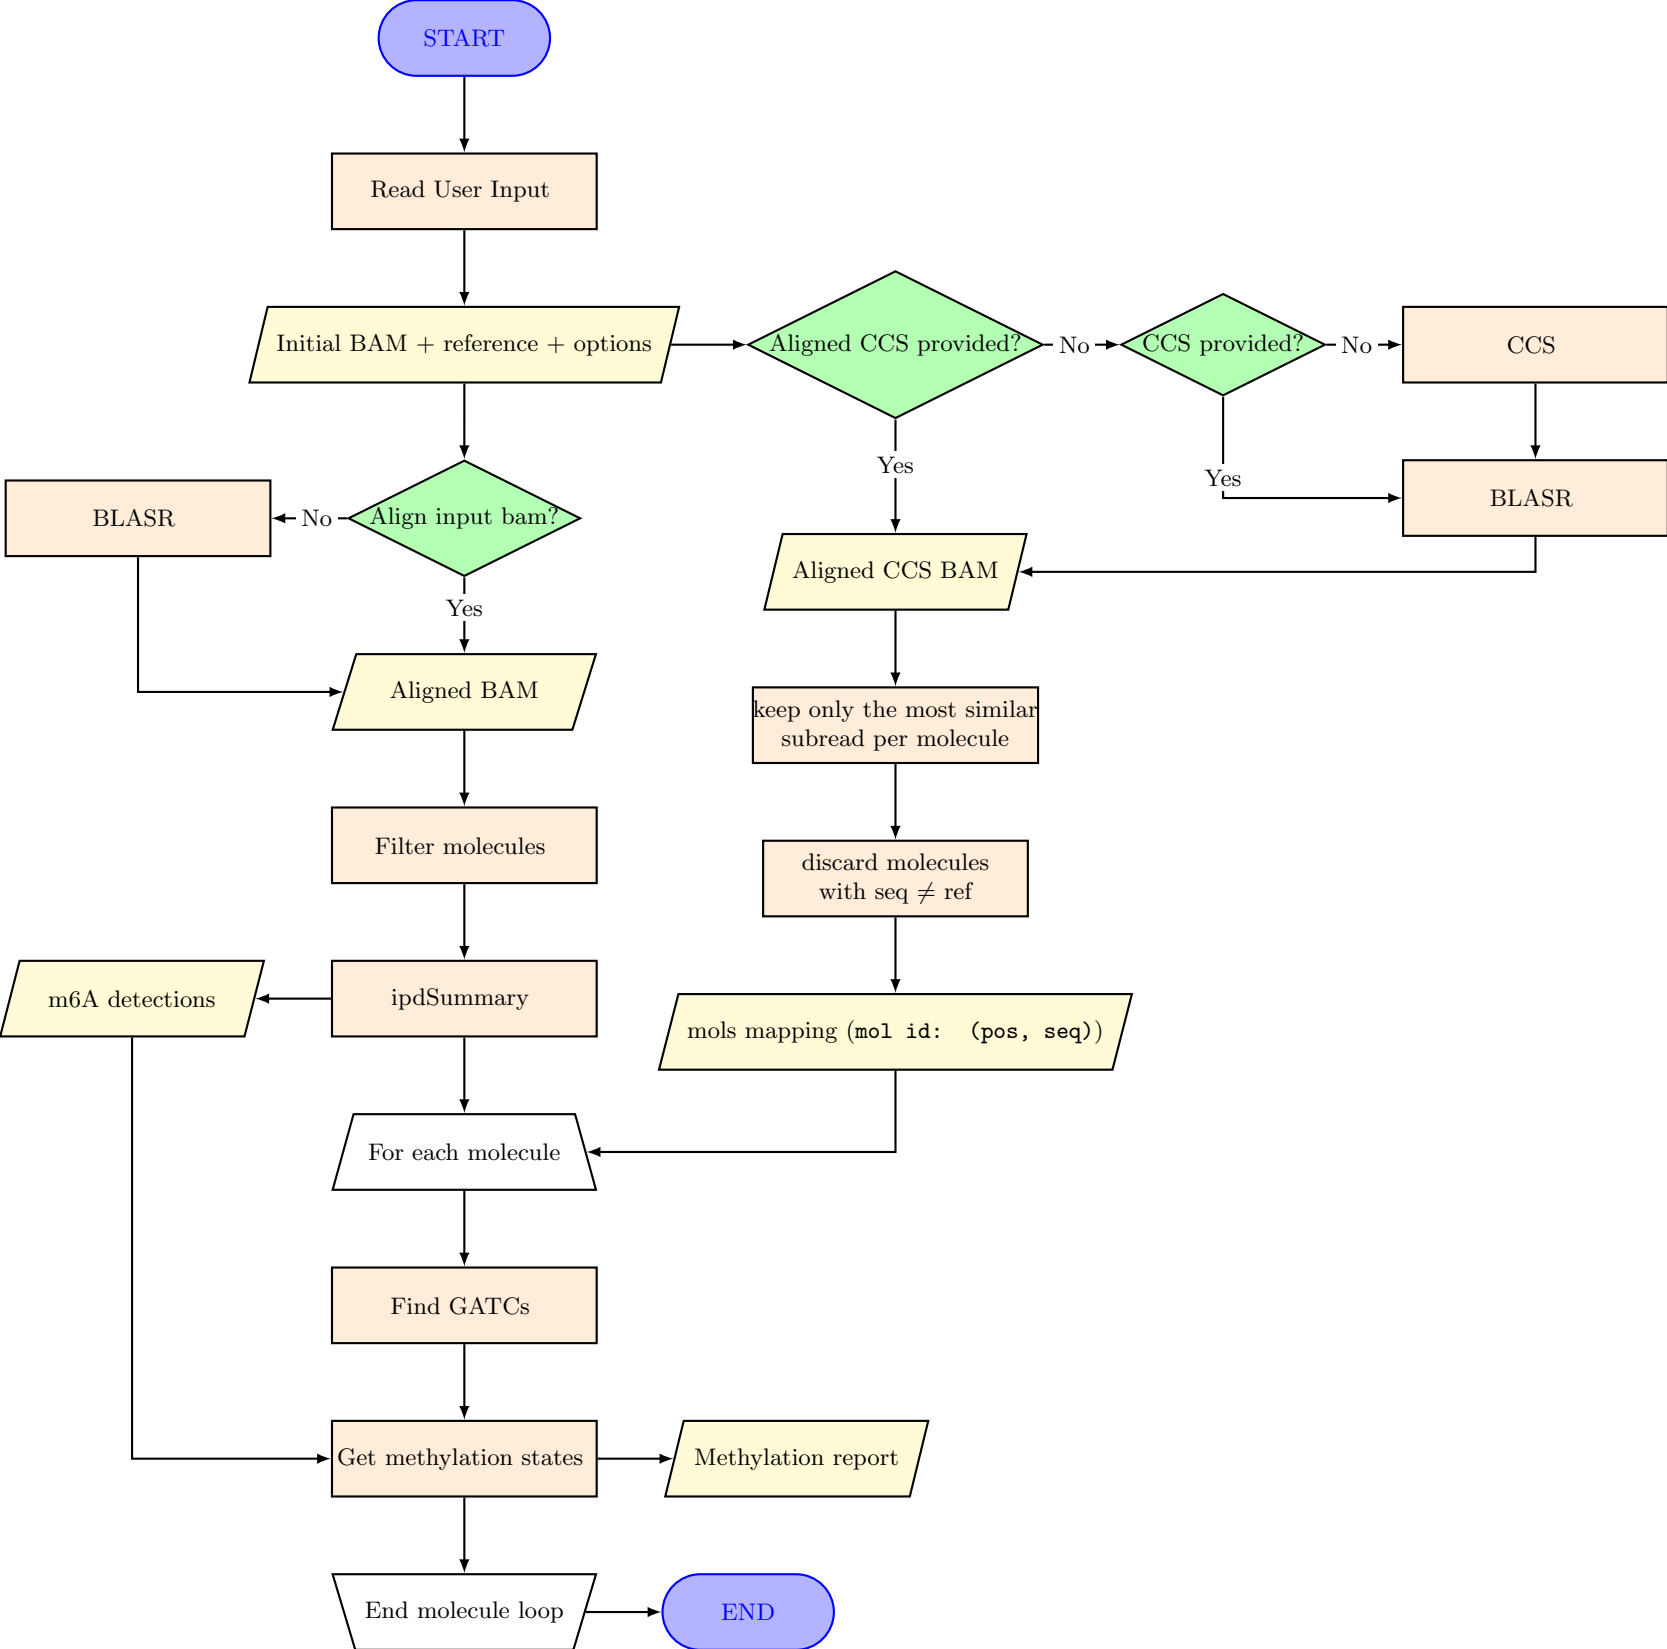 START
Read User Input
Initial BAM + reference + options
Aligned CCS provided?
No
CCS provided?
No
CCS
Yes
Yes
BLASR
BLASR
No
Align input bam?
Yes
Aligned CCS BAM
Aligned BAM
keep only the most similar
subread per molecule
Filter molecules
discard molecules
with seq ≠ ref
m6A detections
ipdSummary
mols mapping (mol id: (pos, seq))
For each molecule
Find GATCs
Get methylation states
Methylation report
End molecule loop
END